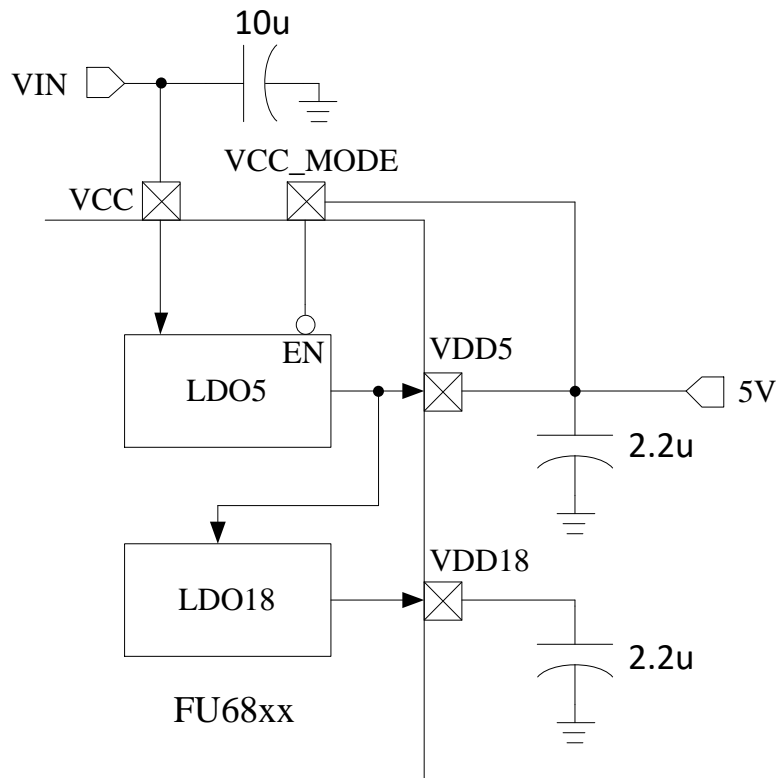 10u
VIN
VCC_MODE
VCC
EN
VDD5
LDO5
5V
2.2u
VDD18
LDO18
2.2u
FU68xx